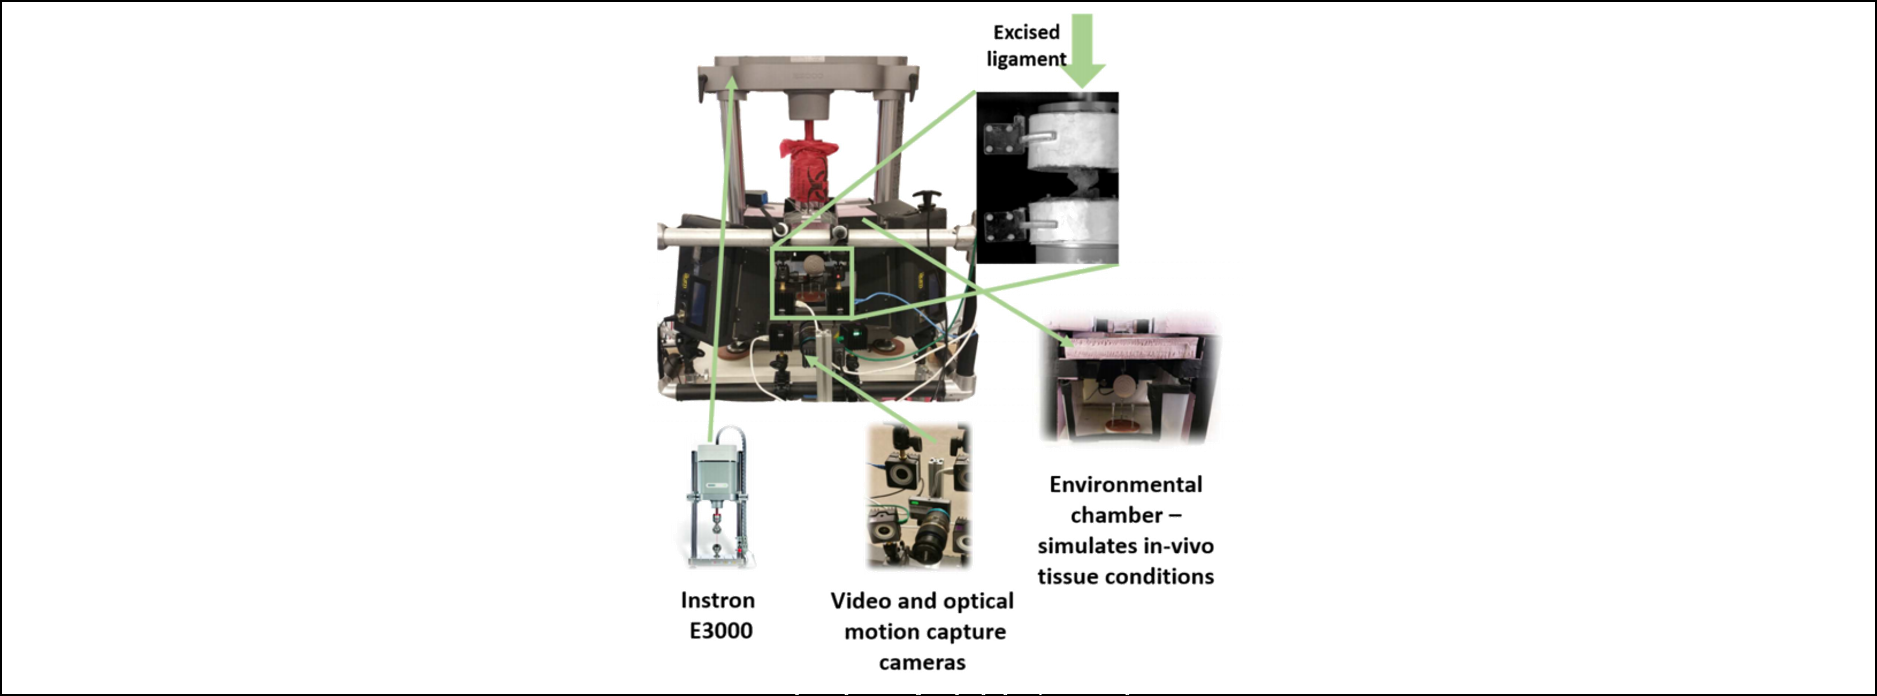 Excised
ligament
Environmental
chamber –
simulates in-vivo
tissue conditions
Instron
E3000
Video and optical
motion capture
cameras